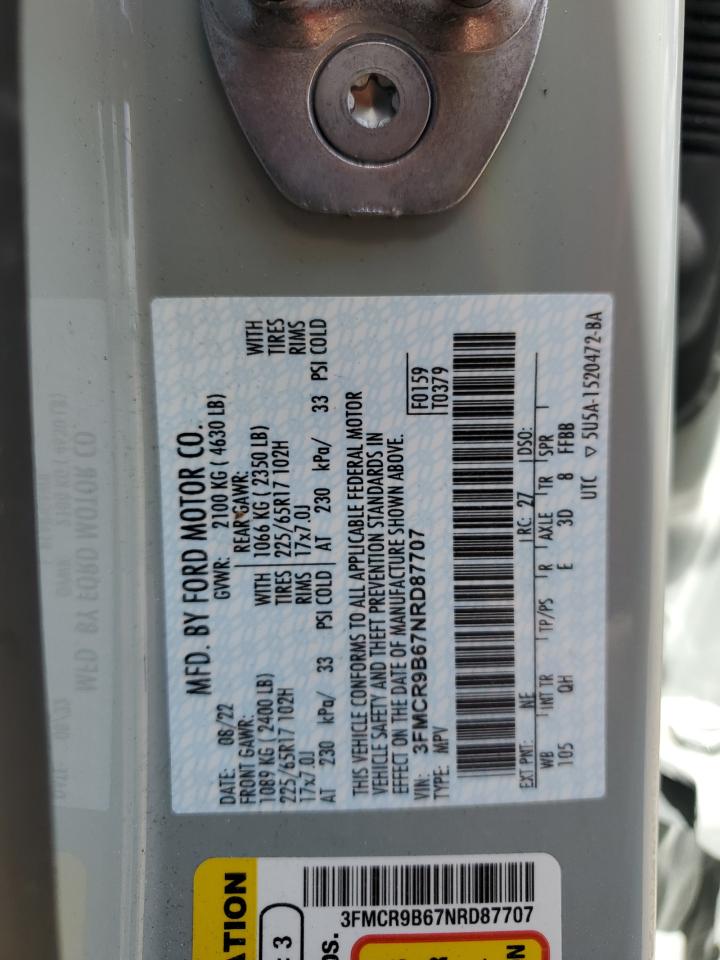 MFD. BY FORD MOTOR CO.
DATE: 08/22 GVWR: 2100 KG ( 4630 LB)
FRONT GAWR: REAR GAWR:
1089 KG ( 2400 LB) WITH 1066 KG ( 2350 LB) WITH
225/65R17 102H TIRES 225/65R17 102H TIRES
17x7.0J RIMS 17x7.0J RIMS
AT 230 kPa/ 33 PSI COLD AT 230 kPa/ 33 PSI COLD
THIS VEHICLE CONFORMS TO ALL APPLICABLE FEDERAL MOTOR
VEHICLE SAFETY AND THEFT PREVENTION STANDARDS IN
EFFECT ON THE DATE OF MANUFACTURE SHOWN ABOVE.
VIN: 3FMCR9B67NRD87707 F0159
TYPE: MPV T0379
EXT PNT: NE RC: 27 DSO:
WB INT TR TP/PS R AXLE TR SPR
105 QH E 3D 8 FFBB
UTC ▽ 5U5A-1520472-BA
3FMCR9B67NRD87707